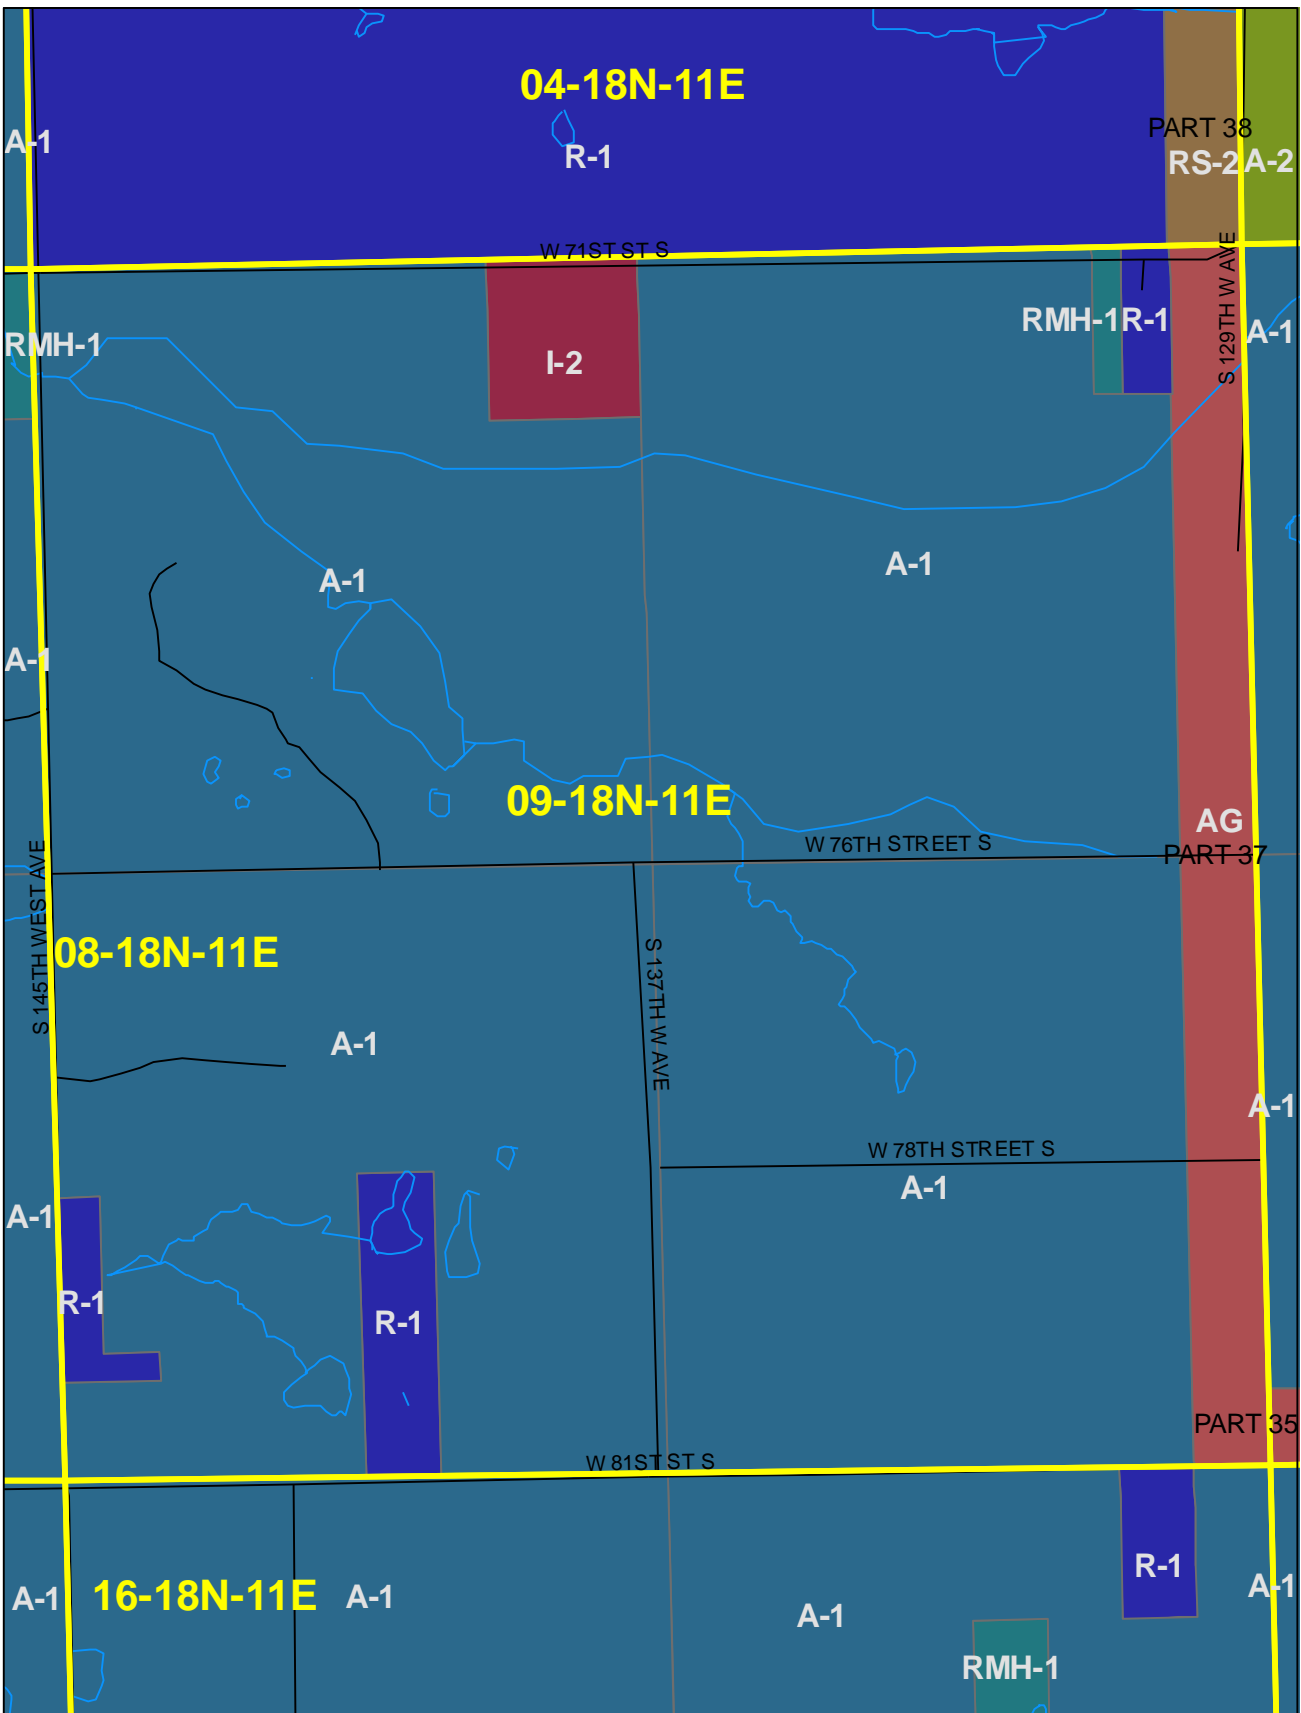 04-18N-11E
PART 38
A-1
R-1
RS-2
A-2
W 71ST ST S
S 129TH W AVE
RMH-1
RMH-1
R-1
A-1
I-2
A-1
A-1
A-1
09-18N-11E
AG
W 76TH STREET S
PART 37
S 145TH WEST AVE
08-18N-11E
S 137TH W AVE
A-1
A-1
W 78TH STREET S
A-1
A-1
R-1
R-1
PART 35
W 81ST ST S
R-1
A-1
16-18N-11E
A-1
A-1
A-1
RMH-1